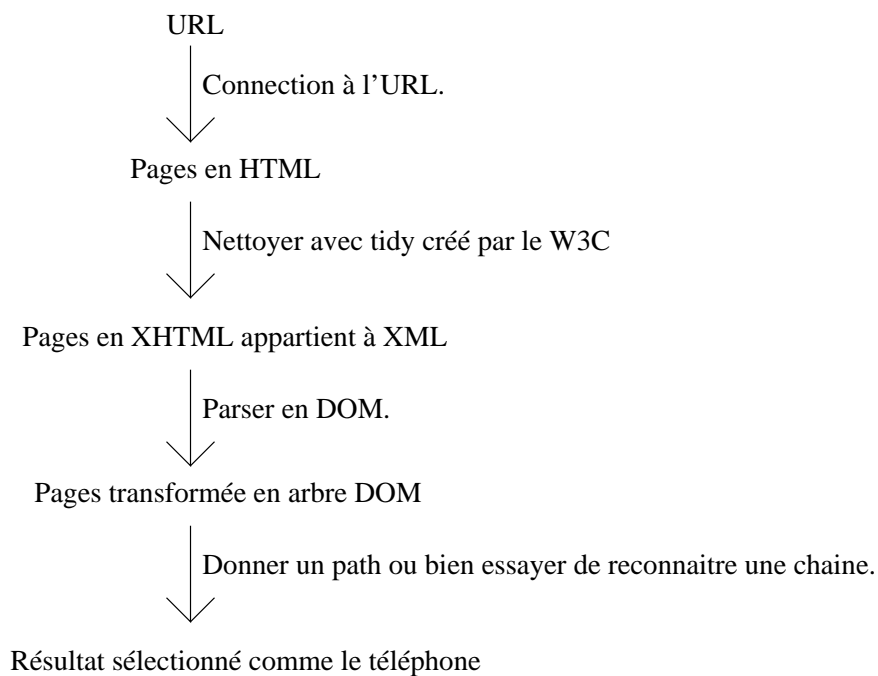 URL
Connection à l’URL.
Pages en HTML
Nettoyer avec tidy créé par le W3C
Pages en XHTML appartient à XML
Parser en DOM.
Pages transformée en arbre DOM
Donner un path ou bien essayer de reconnaitre une chaine.
Résultat sélectionné comme le téléphone